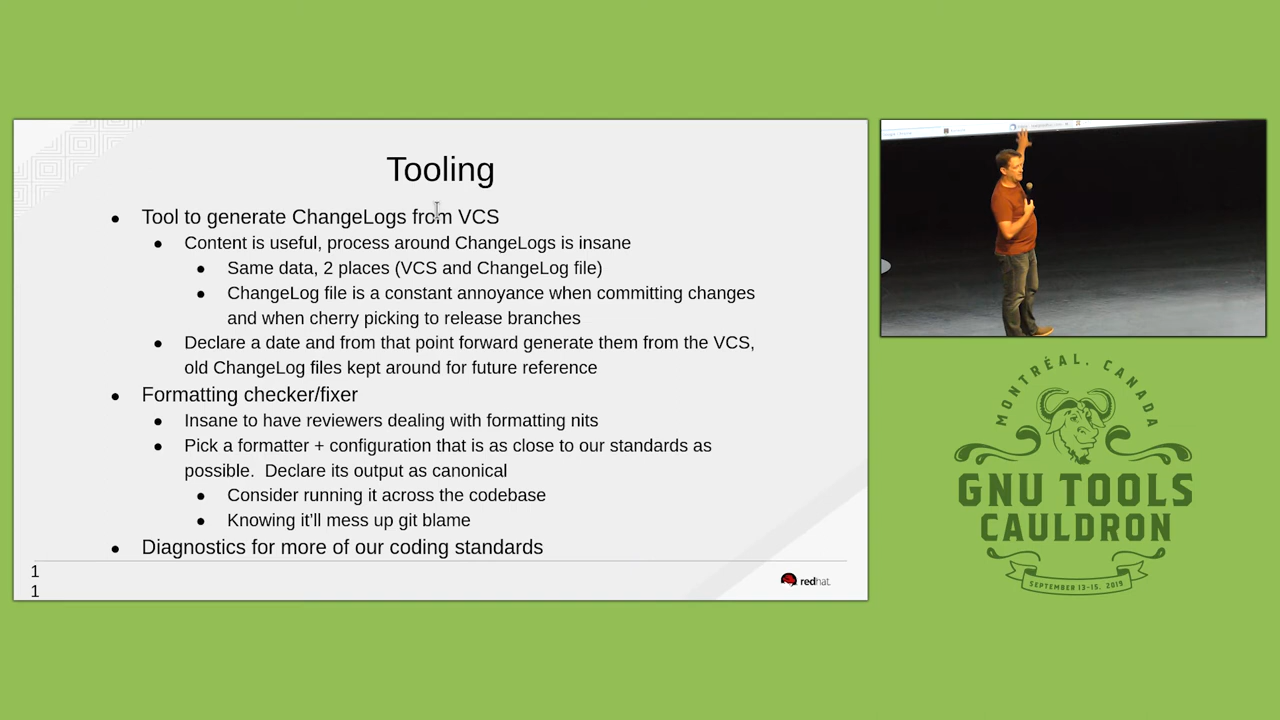 Tooling
● Tool to generate ChangeLogs from VCS
● Content is useful, process around ChangeLogs is insane
● Same data, 2 places (VCS and ChangeLog file)
● ChangeLog file is a constant annoyance when committing changes
and when cherry picking to release branches
● Declare a date and from that point forward generate them from the VCS,
old ChangeLog files kept around for future reference
● Formatting checker/fixer
● Insane to have reviewers dealing with formatting nits
● Pick a formatter + configuration that is as close to our standards as
possible. Declare its output as canonical
● Consider running it across the codebase
● Knowing it'll mess up git blame
● Diagnostics for more of our coding standards
1
1
redhat.
MONTRÉAL, CANADA
GNU TOOLS
CAULDRON
SEPTEMBER 13-15, 2019